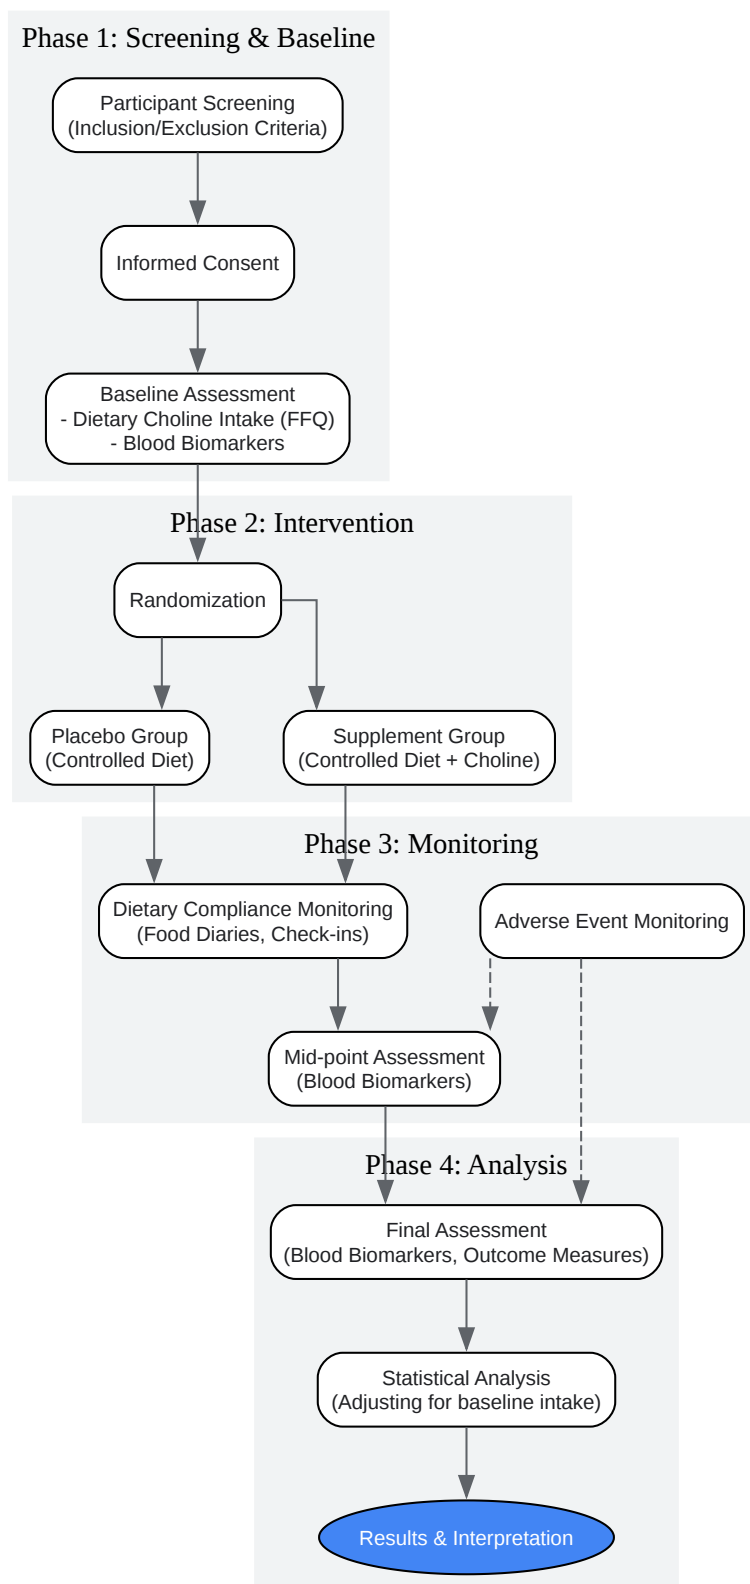 Phase 1: Screening & Baseline
Participant Screening
(Inclusion/Exclusion Criteria)
Informed Consent
Baseline Assessment
- Dietary Choline Intake (FFQ)
- Blood Biomarkers
Phase 2: Intervention
Randomization
Placebo Group
(Controlled Diet)
Supplement Group
(Controlled Diet + Choline)
Phase 3: Monitoring
Dietary Compliance Monitoring
(Food Diaries, Check-ins)
Adverse Event Monitoring
Mid-point Assessment
(Blood Biomarkers)
Phase 4: Analysis
Final Assessment
(Blood Biomarkers, Outcome Measures)
Statistical Analysis
(Adjusting for baseline intake)
Results & Interpretation